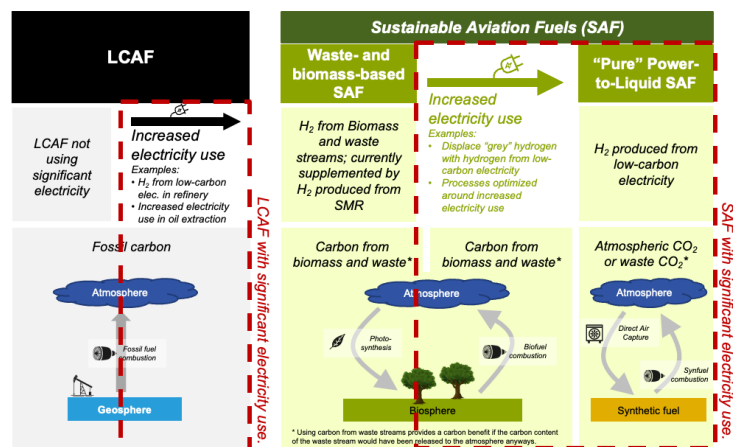 Sustainable Aviation Fuels (SAF)
LCAF
Waste- and
biomass-based
SAF
"Pure" Power-
to-Liquid SAF
LCAF not
using
significant
electricity
Increased
electricity use
Examples:
• H₂ from low-carbon
elec. in refinery
• Increased electricity
use in oil extraction
H₂ from Biomass
and waste
streams; currently
supplemented by
H₂ produced from
SMR
Increased
electricity use
Examples:
• Displace "grey" hydrogen
with hydrogen from low-
carbon electricity
• Processes optimized
around increased
electricity use
H₂ produced from
low-carbon
electricity
Fossil carbon
Atmosphere
Fossil fuel
combustion
Geosphere
LCAF with significant electricity use.
Carbon from
biomass and waste*
Carbon from
biomass and waste*
Atmosphere
Photo-
synthesis
Biofuel
combustion
Biosphere
* Using carbon from waste streams provides a carbon benefit if the carbon content
of the waste stream would have been released to the atmosphere anyways.
Atmospheric CO₂
or waste CO₂*
Atmosphere
Direct Air
Capture
Synfuel
combustion
Synthetic fuel
SAF with significant electricity use